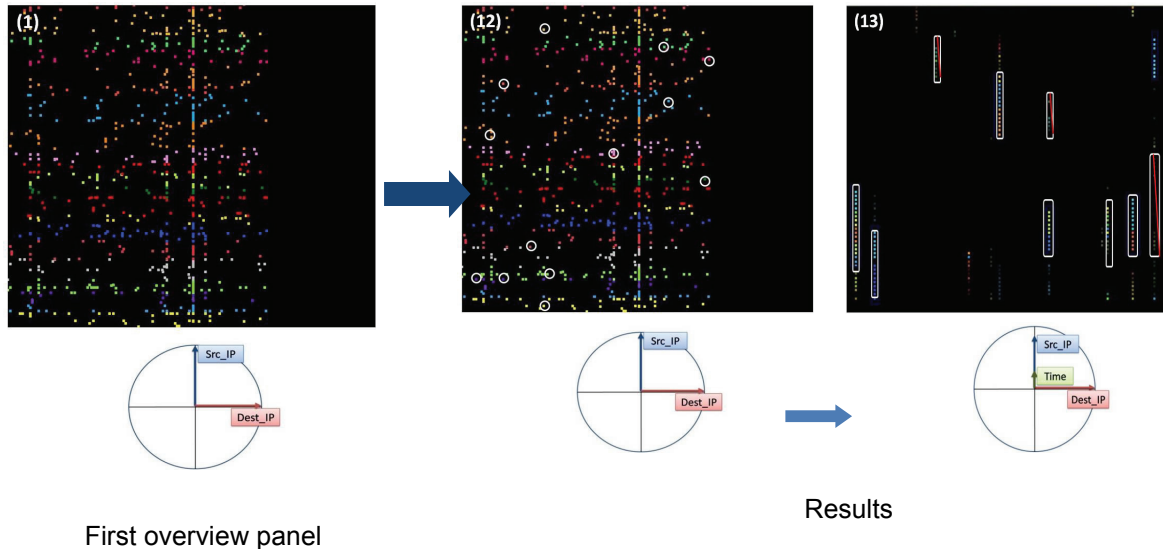 (1)
(12)
(13)
Src_IP
Dest_IP
Src_IP
Dest_IP
Src_IP
Time
Dest_IP
First overview panel
Results